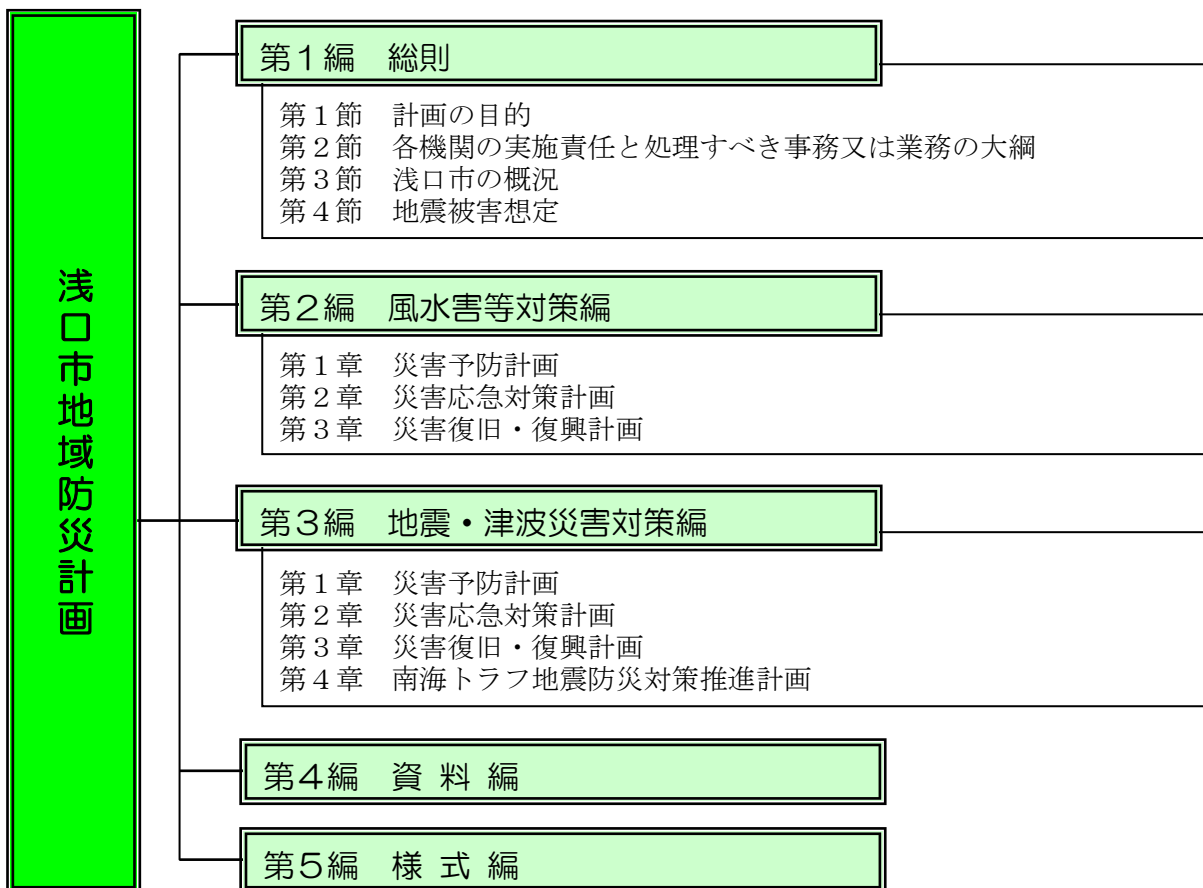 浅口市地域防災計画
第1編　総則
第１節　計画の目的
第２節　各機関の実施責任と処理すべき事務又は業務の大綱
第３節　浅口市の概況
第４節　地震被害想定
第2編　風水害等対策編
第１章　災害予防計画
第２章　災害応急対策計画
第３章　災害復旧・復興計画
第3編　地震・津波災害対策編
第１章　災害予防計画
第２章　災害応急対策計画
第３章　災害復旧・復興計画
第４章　南海トラフ地震防災対策推進計画
第4編　資 料 編
第5編　様 式 編